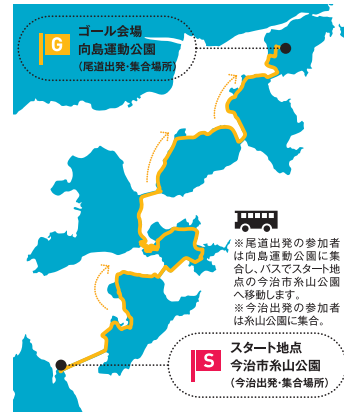 G
ゴール会場
向島運動公園
（尾道出発・集合場所）
※尾道出発の参加者
は向島運動公園に集
合し、バスでスタート地
点の今治市糸山公園
へ移動します。
※今治出発の参加者
は糸山公園に集合。
S
スタート地点
今治市糸山公園
（今治出発・集合場所）